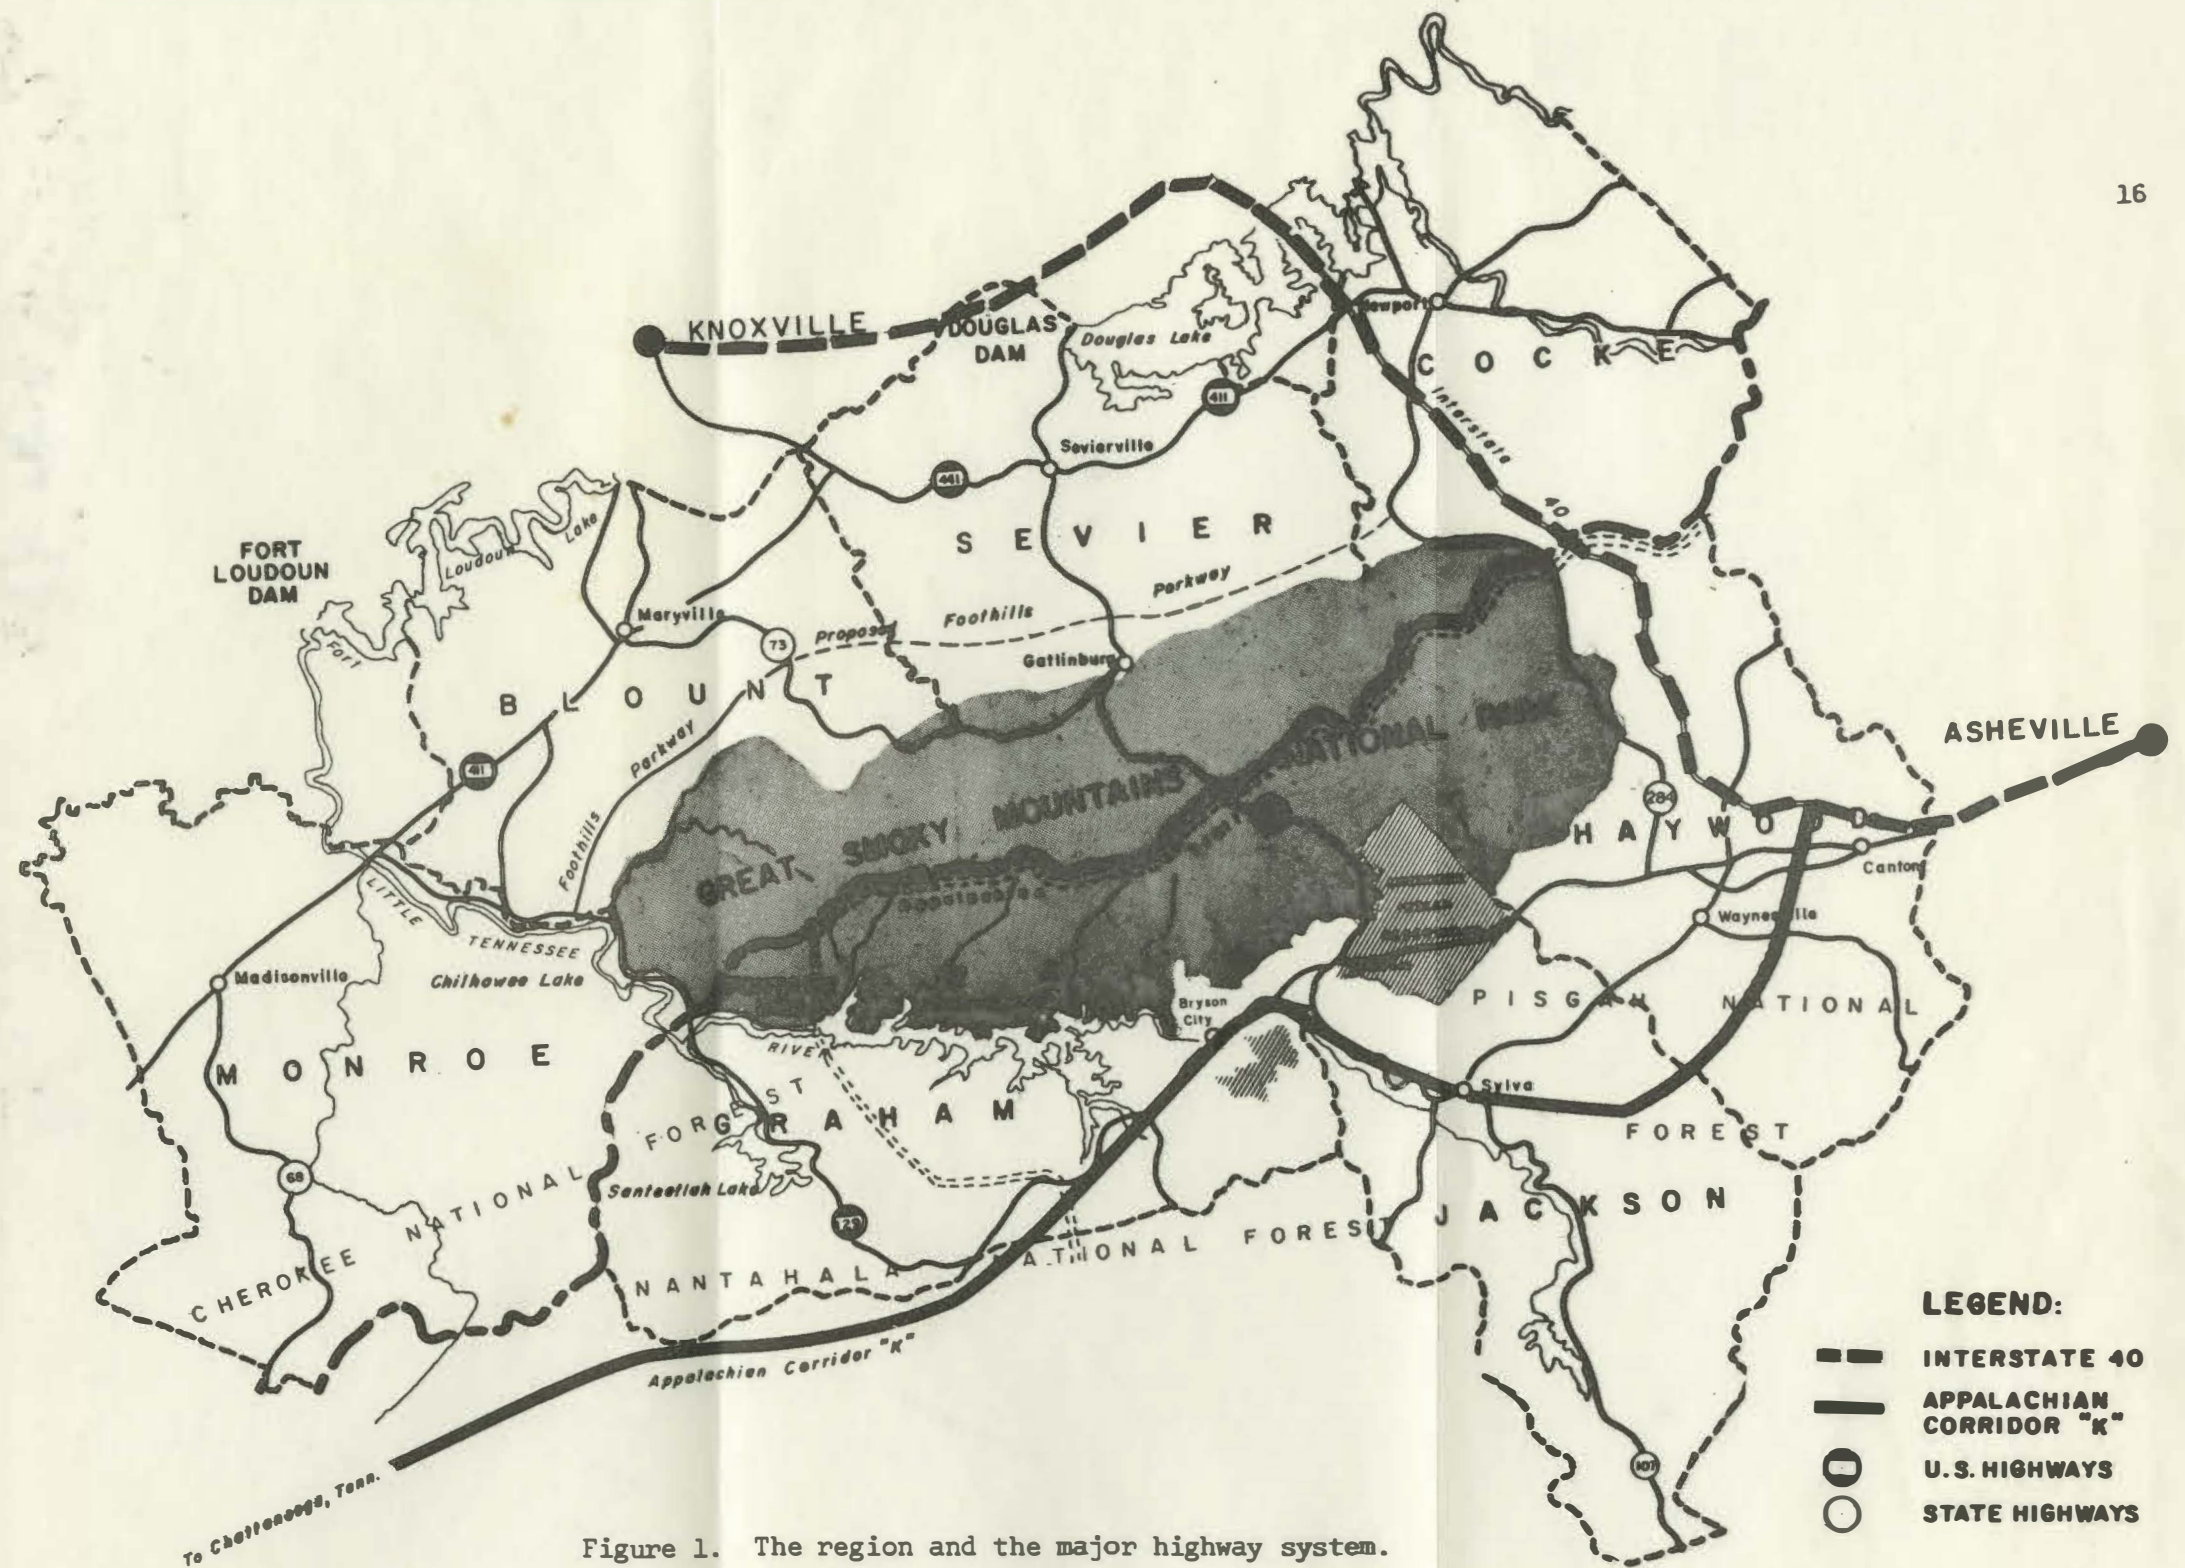 16
KNOXVILLE
DOUGLAS
DAM
Douglas Lake
Newport
COCKE
411
Interstate
40
Sevierville
441
SEVIER
FORT
LOUDOUN
DAM
Fort
Loudoun
Lake
Maryville
73
Proposed
Foothills
Parkway
Gatlinburg
BLOUNT
Foothills
Parkway
411
GREAT SMOKY MOUNTAINS NATIONAL PARK
Appalachian
ASHEVILLE
284
HAYWOOD
Canton
Waynesville
LITTLE
TENNESSEE
RIVER
Chilhowee Lake
Madisonville
MONROE
Bryson
City
PISGAH NATIONAL
FOREST
Sylva
GRAHAM
Santeetlah Lake
129
68
CHEROKEE NATIONAL FOREST
NANTAHALA NATIONAL FOREST
JACKSON
107
Appalachian Corridor "K"
To Chattanooga, Tenn.
LEGEND:
INTERSTATE 40
APPALACHIAN
CORRIDOR "K"
U.S. HIGHWAYS
STATE HIGHWAYS
Figure 1. The region and the major highway system.